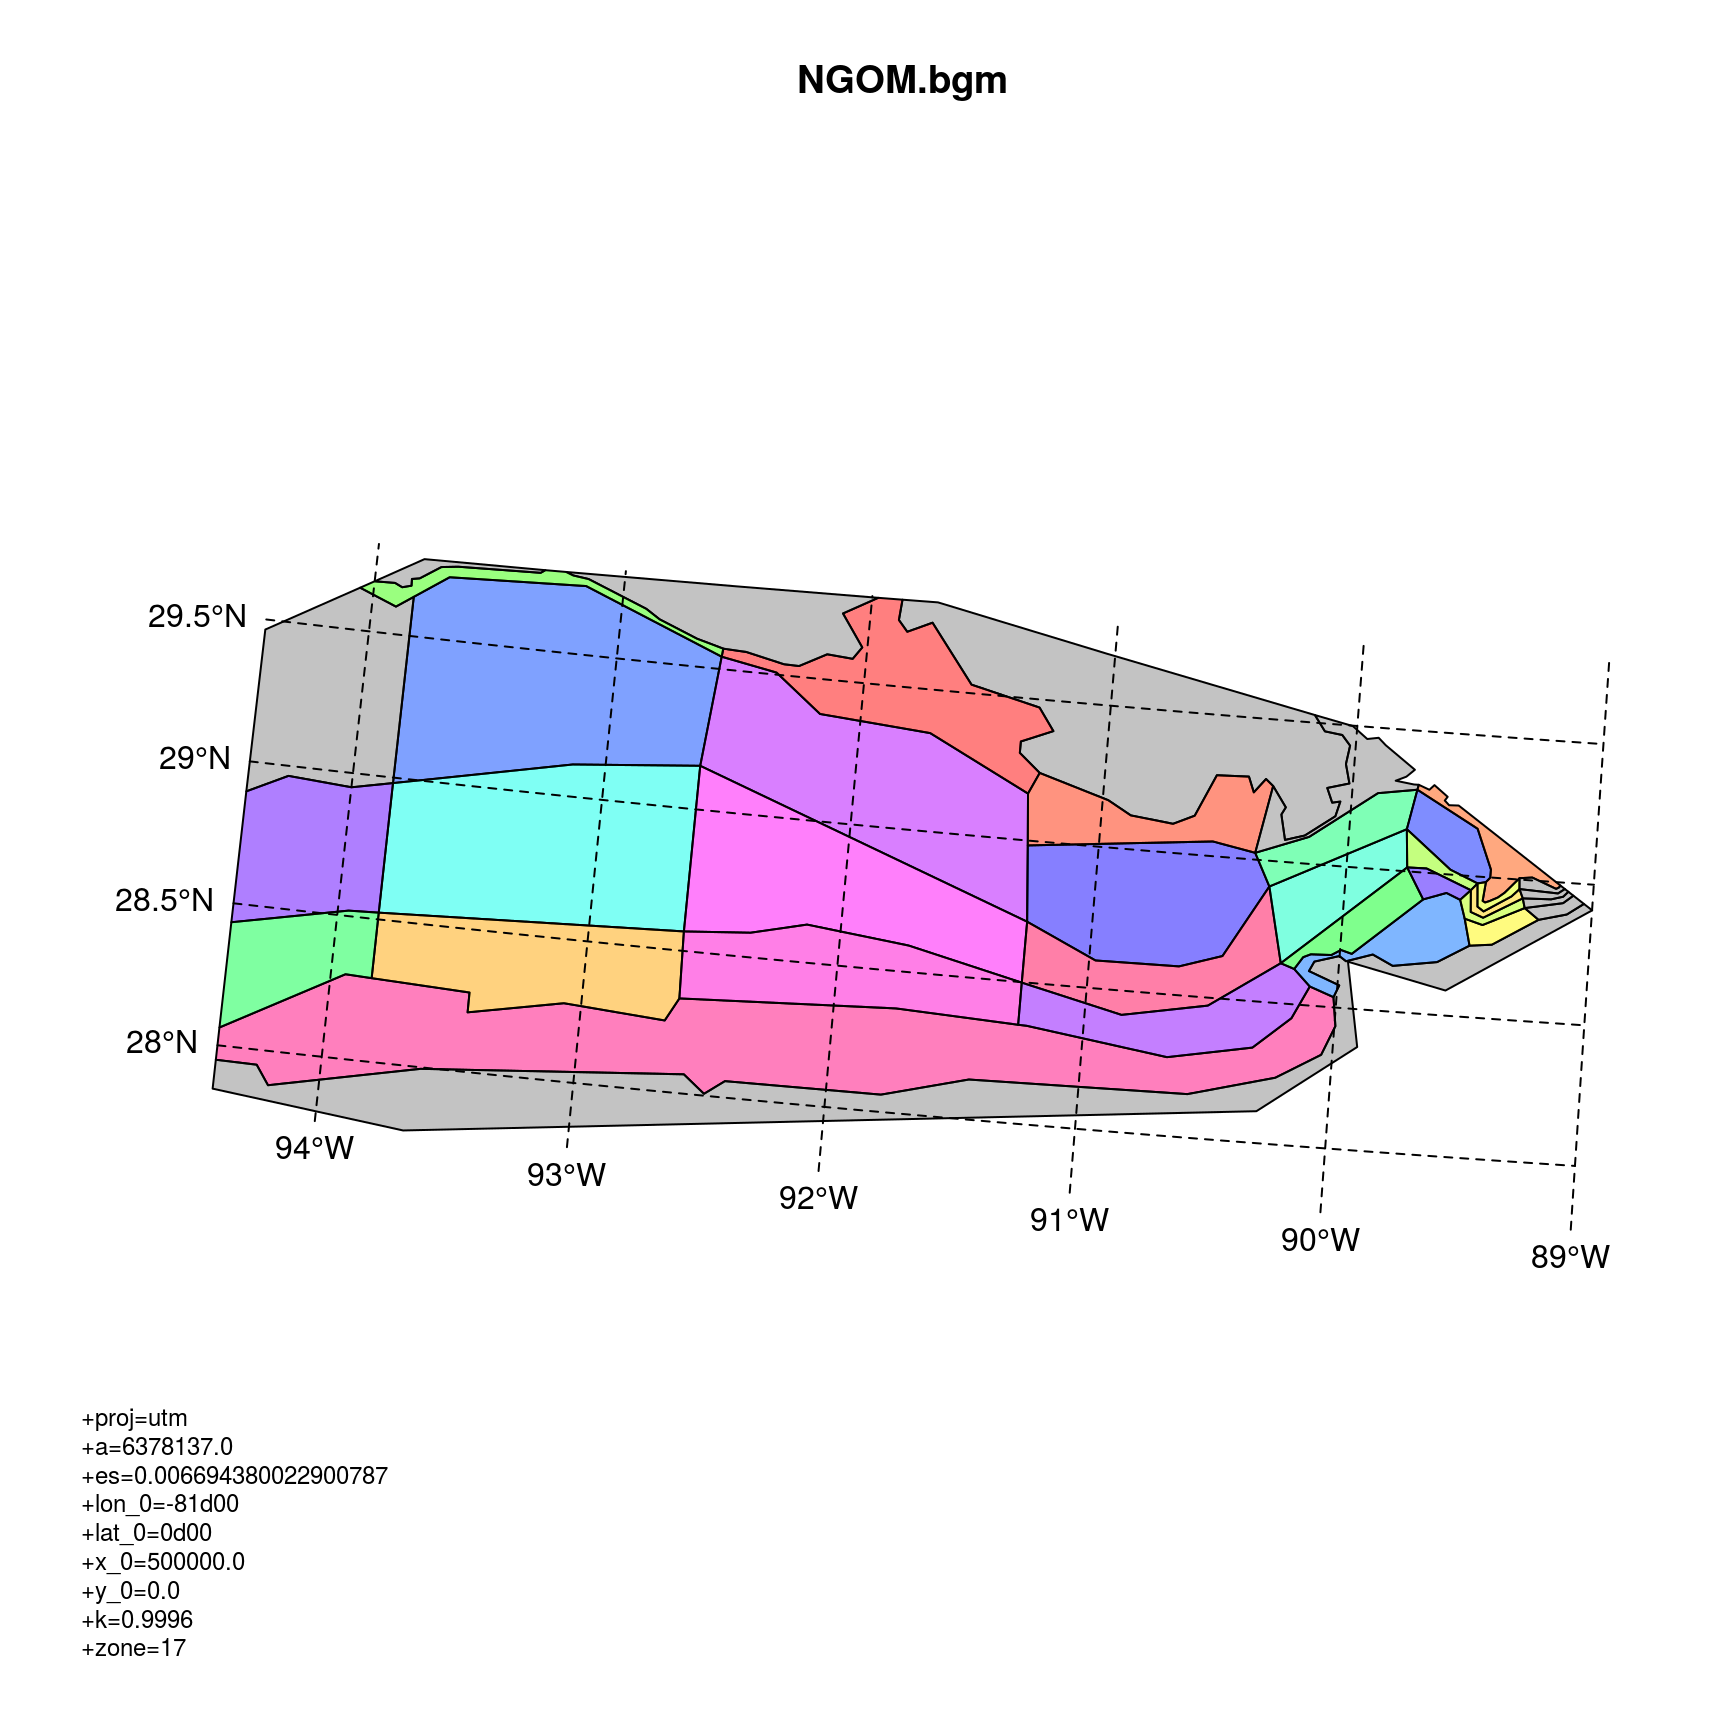 NGOM.bgm
29.5°N
29°N
28.5°N
28°N
94°W
93°W
92°W
91°W
90°W
89°W
+proj=utm
+a=6378137.0
+es=0.006694380022900787
+lon_0=-81d00
+lat_0=0d00
+x_0=500000.0
+y_0=0.0
+k=0.9996
+zone=17